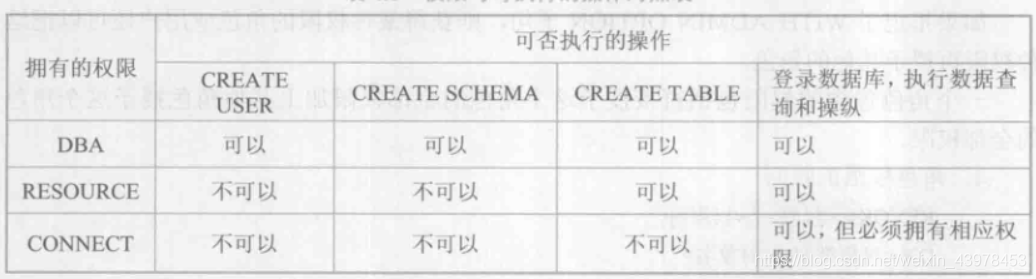 拥有的权限
可否执行的操作
CREATE
USER
CREATE SCHEMA
CREATE TABLE
登录数据库，执行数据查
询和操纵
DBA
可以
可以
可以
可以
RESOURCE
不可以
不可以
可以
可以
CONNECT
不可以
不可以
不可以
可以，但必须拥有相应权
限
https://blog.csdn.net/weixin_43978453